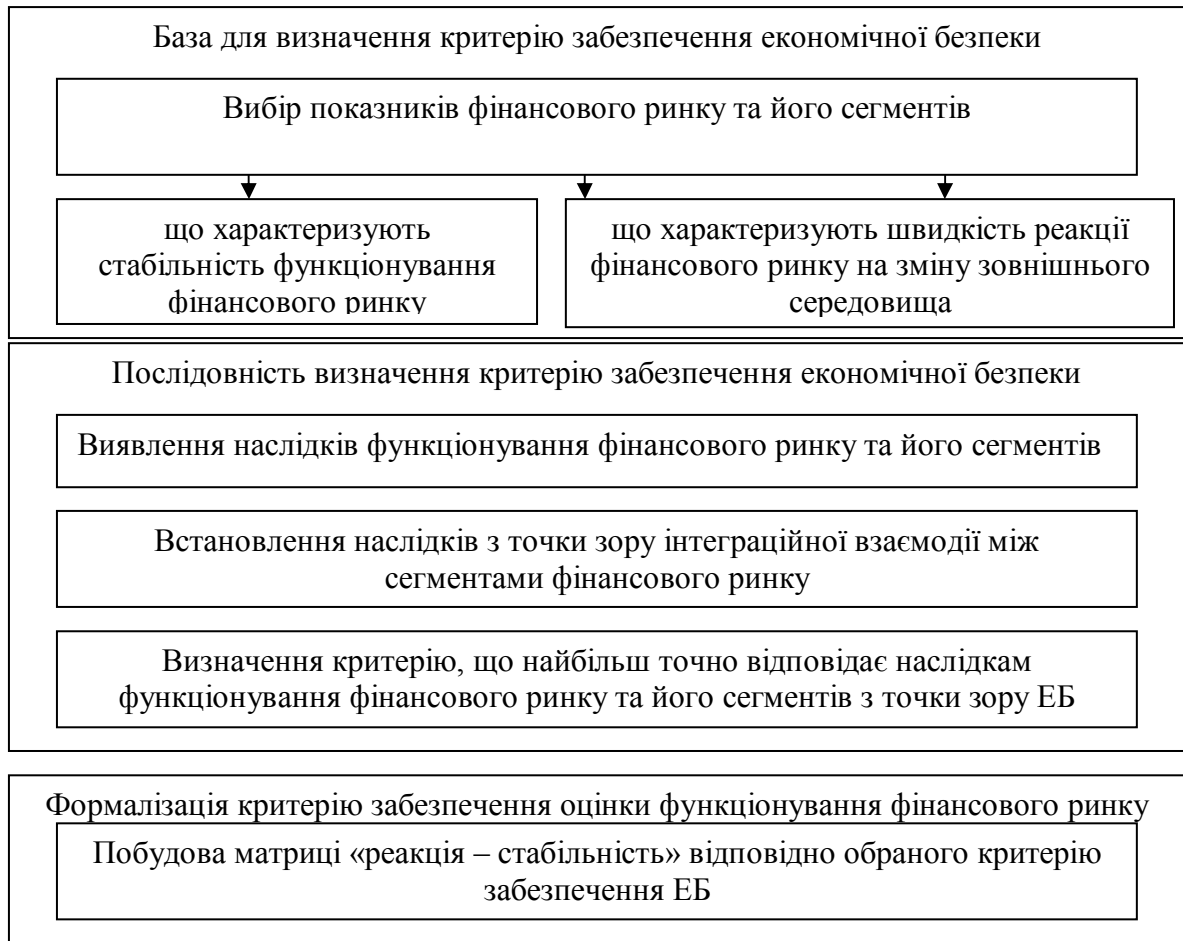 База для визначення критерію забезпечення економічної безпеки
Вибір показників фінансового ринку та його сегментів
що характеризують
стабільність функціонування
фінансового ринку
що характеризують швидкість реакції
фінансового ринку на зміну зовнішнього
середовища
Послідовність визначення критерію забезпечення економічної безпеки
Виявлення наслідків функціонування фінансового ринку та його сегментів
Встановлення наслідків з точки зору інтеграційної взаємодії між
сегментами фінансового ринку
Визначення критерію, що найбільш точно відповідає наслідкам
функціонування фінансового ринку та його сегментів з точки зору ЕБ
Формалізація критерію забезпечення оцінки функціонування фінансового ринку
Побудова матриці «реакція – стабільність» відповідно обраного критерію
забезпечення ЕБ